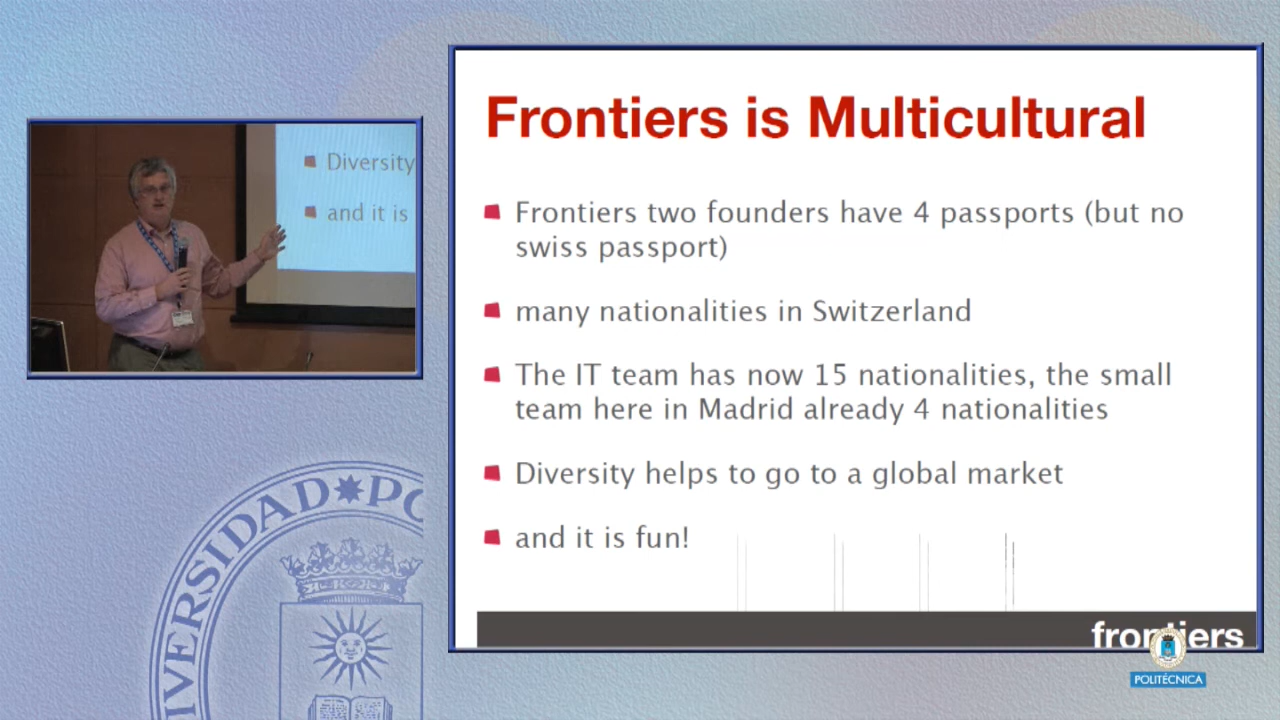 Frontiers is Multicultural
Frontiers two founders have 4 passports (but no
swiss passport)
many nationalities in Switzerland
The IT team has now 15 nationalities, the small
team here in Madrid already 4 nationalities
Diversity helps to go to a global market
and it is fun!
frontiers
POLITÉCNICA
Diversity
and it is
VERSIDAD PO